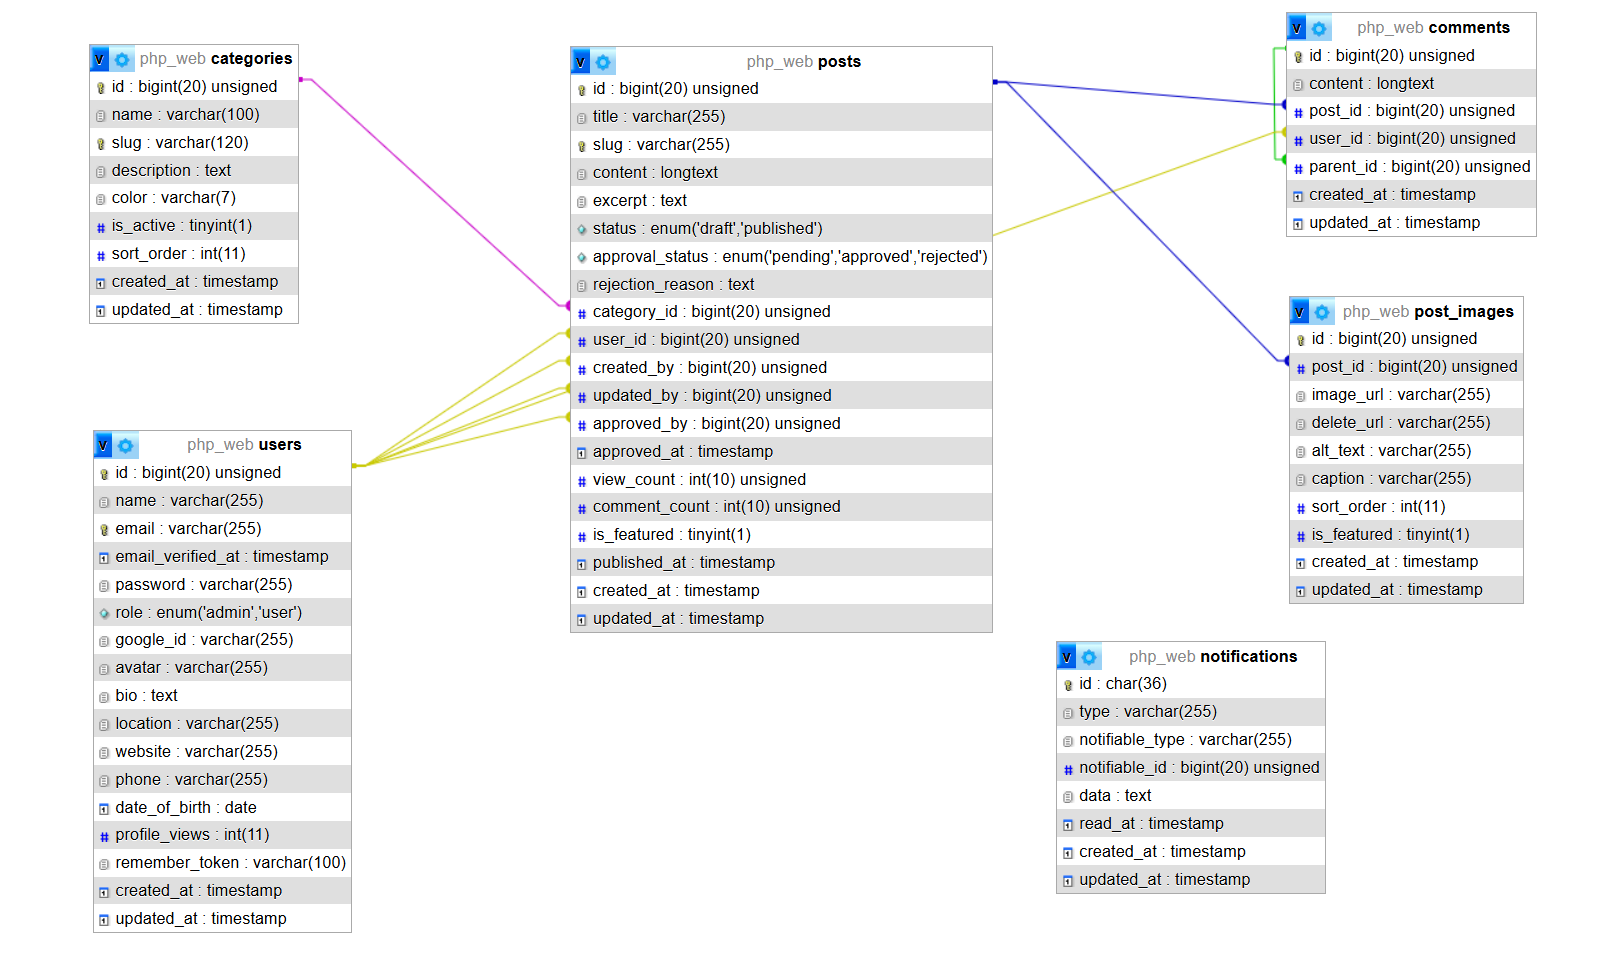 v php_web categories
id : bigint(20) unsigned
name : varchar(100)
slug : varchar(120)
description : text
color : varchar(7)
is_active : tinyint(1)
sort_order : int(11)
created_at : timestamp
updated_at : timestamp
v php_web users
id : bigint(20) unsigned
name : varchar(255)
email : varchar(255)
email_verified_at : timestamp
password : varchar(255)
role : enum('admin','user')
google_id : varchar(255)
avatar : varchar(255)
bio : text
location : varchar(255)
website : varchar(255)
phone : varchar(255)
date_of_birth : date
profile_views : int(11)
remember_token : varchar(100)
created_at : timestamp
updated_at : timestamp
v php_web posts
id : bigint(20) unsigned
title : varchar(255)
slug : varchar(255)
content : longtext
excerpt : text
status : enum('draft','published')
approval_status : enum('pending','approved','rejected')
rejection_reason : text
category_id : bigint(20) unsigned
user_id : bigint(20) unsigned
created_by : bigint(20) unsigned
updated_by : bigint(20) unsigned
approved_by : bigint(20) unsigned
approved_at : timestamp
view_count : int(10) unsigned
comment_count : int(10) unsigned
is_featured : tinyint(1)
published_at : timestamp
created_at : timestamp
updated_at : timestamp
v php_web comments
id : bigint(20) unsigned
content : longtext
post_id : bigint(20) unsigned
user_id : bigint(20) unsigned
parent_id : bigint(20) unsigned
created_at : timestamp
updated_at : timestamp
v php_web post_images
id : bigint(20) unsigned
post_id : bigint(20) unsigned
image_url : varchar(255)
delete_url : varchar(255)
alt_text : varchar(255)
caption : varchar(255)
sort_order : int(11)
is_featured : tinyint(1)
created_at : timestamp
updated_at : timestamp
v php_web notifications
id : char(36)
type : varchar(255)
notifiable_type : varchar(255)
notifiable_id : bigint(20) unsigned
data : text
read_at : timestamp
created_at : timestamp
updated_at : timestamp